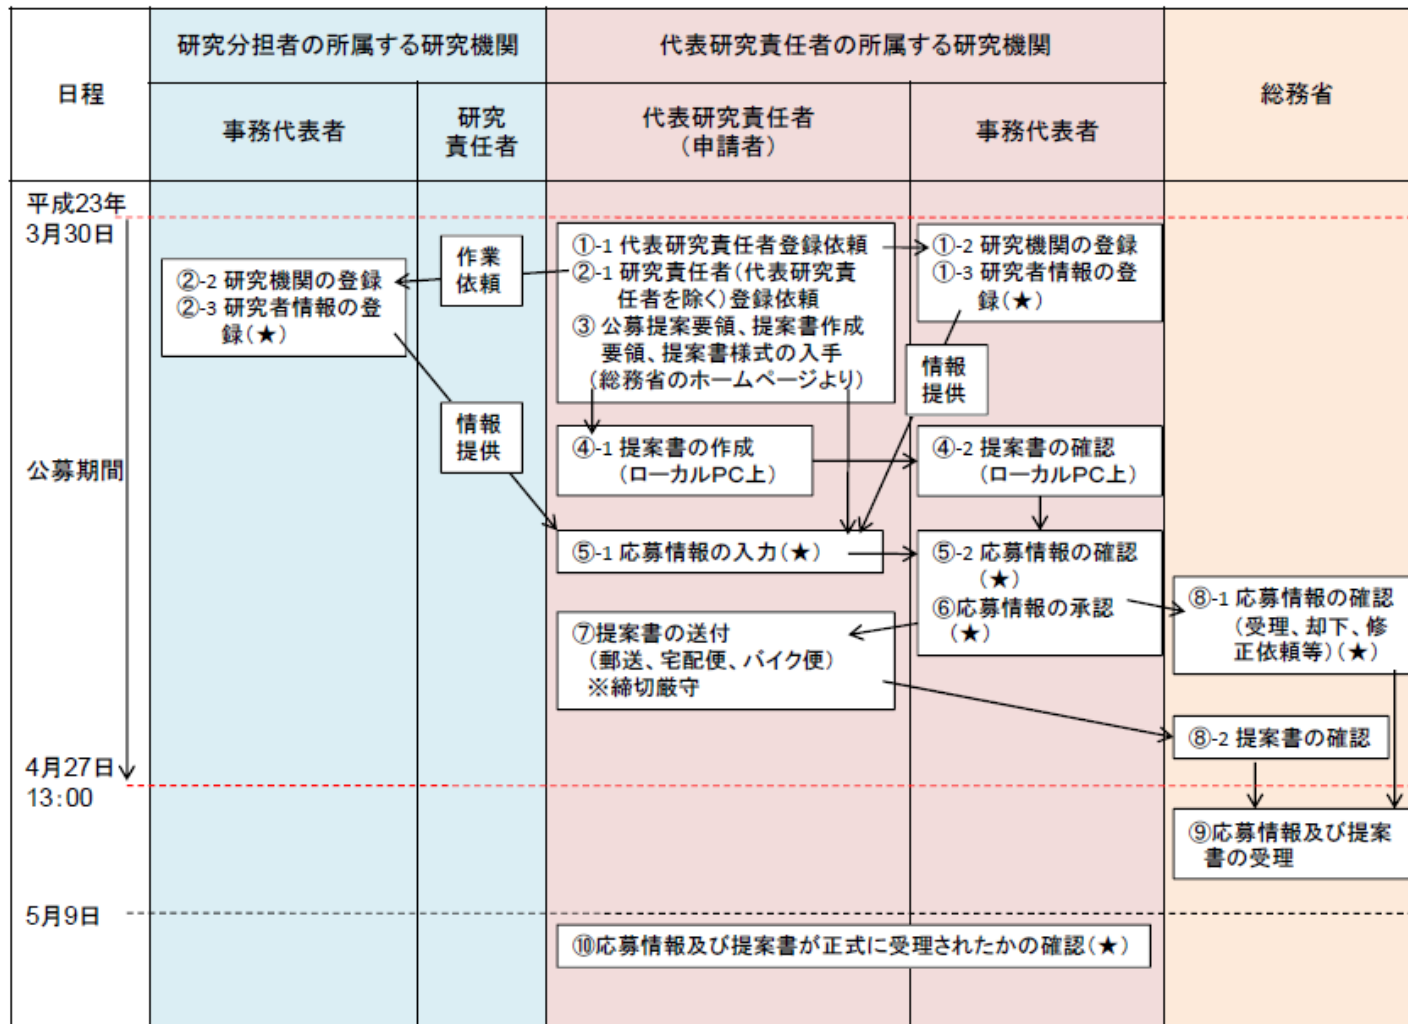 日程
研究分担者の所属する研究機関
代表研究責任者の所属する研究機関
総務省
事務代表者
研究
責任者
代表研究責任者
(申請者)
事務代表者
平成23年
3月30日
公募期間
4月27日
13:00
5月9日
作業
依頼
②-2 研究機関の登録
②-3 研究者情報の登
録(★)
情報
提供
①-1 代表研究責任者登録依頼
②-1 研究責任者(代表研究責
任者を除く)登録依頼
③ 公募提案要領、提案書作成
要領、提案書様式の入手
(総務省のホームページより)
①-2 研究機関の登録
①-3 研究者情報の登
録(★)
情報
提供
④-1 提案書の作成
(ローカルPC上)
④-2 提案書の確認
(ローカルPC上)
⑤-1 応募情報の入力(★)
⑤-2 応募情報の確認
(★)
⑥応募情報の承認
(★)
⑦提案書の送付
(郵送、宅配便、バイク便)
※締切厳守
⑧-1 応募情報の確認
(受理、却下、修
正依頼等)(★)
⑧-2 提案書の確認
⑨応募情報及び提案
書の受理
⑩応募情報及び提案書が正式に受理されたかの確認(★)